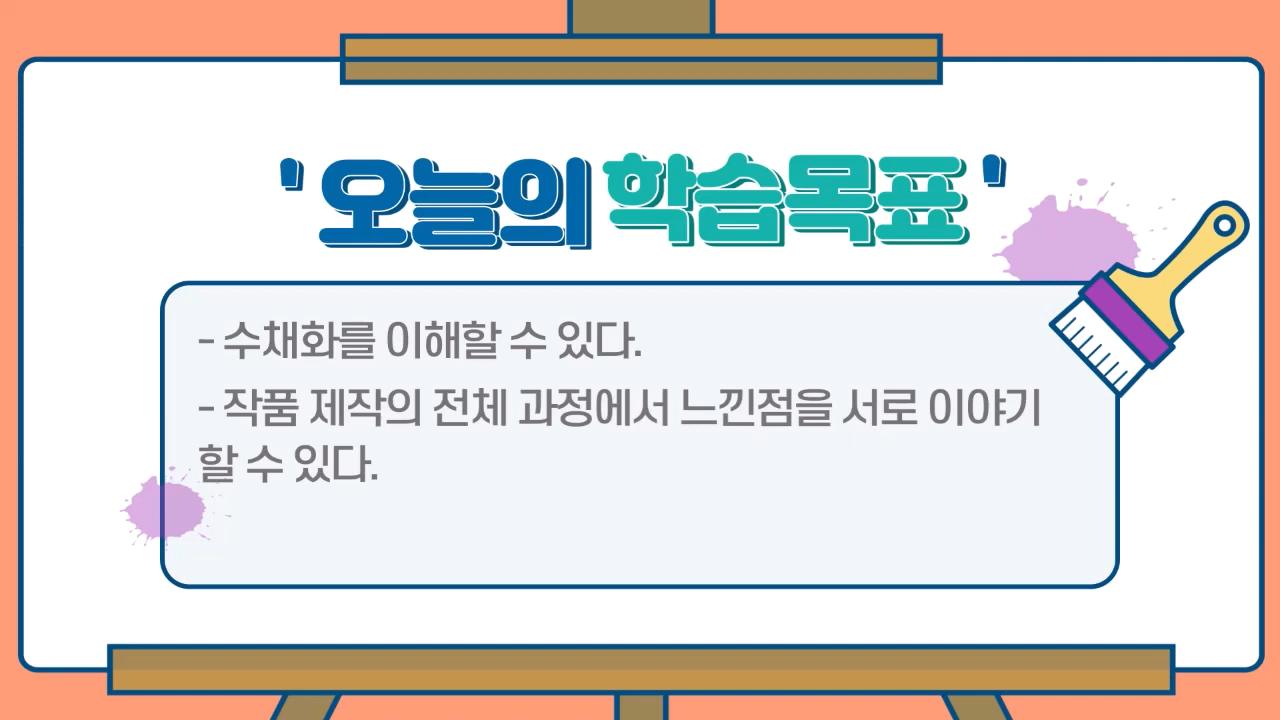 ' 오늘의 학습목표 '
- 수채화를 이해할 수 있다.
- 작품 제작의 전체 과정에서 느낀점을 서로 이야기
할 수 있다.